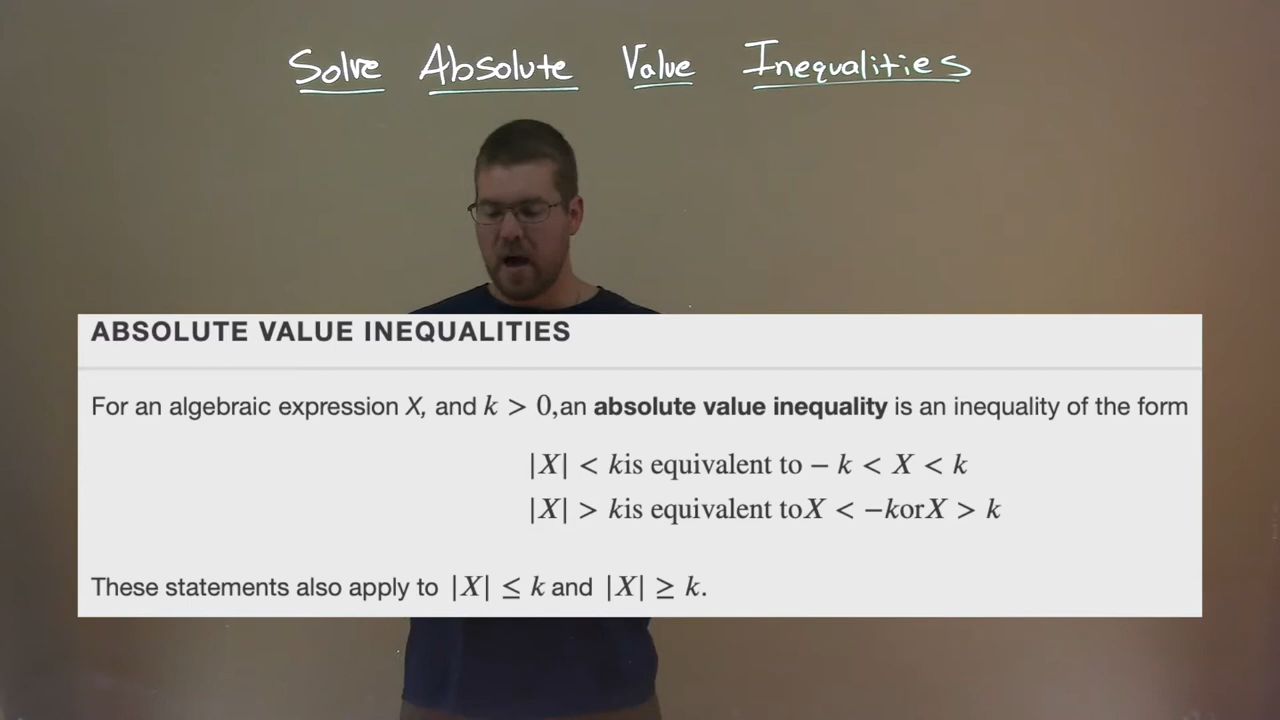 Solve Absolute Value Inequalities
ABSOLUTE VALUE INEQUALITIES
For an algebraic expression X, and k > 0,an absolute value inequality is an inequality of the form
|X| < kis equivalent to − k < X < k
|X| > kis equivalent toX < −korX > k
These statements also apply to |X| ≤ k and |X| ≥ k.